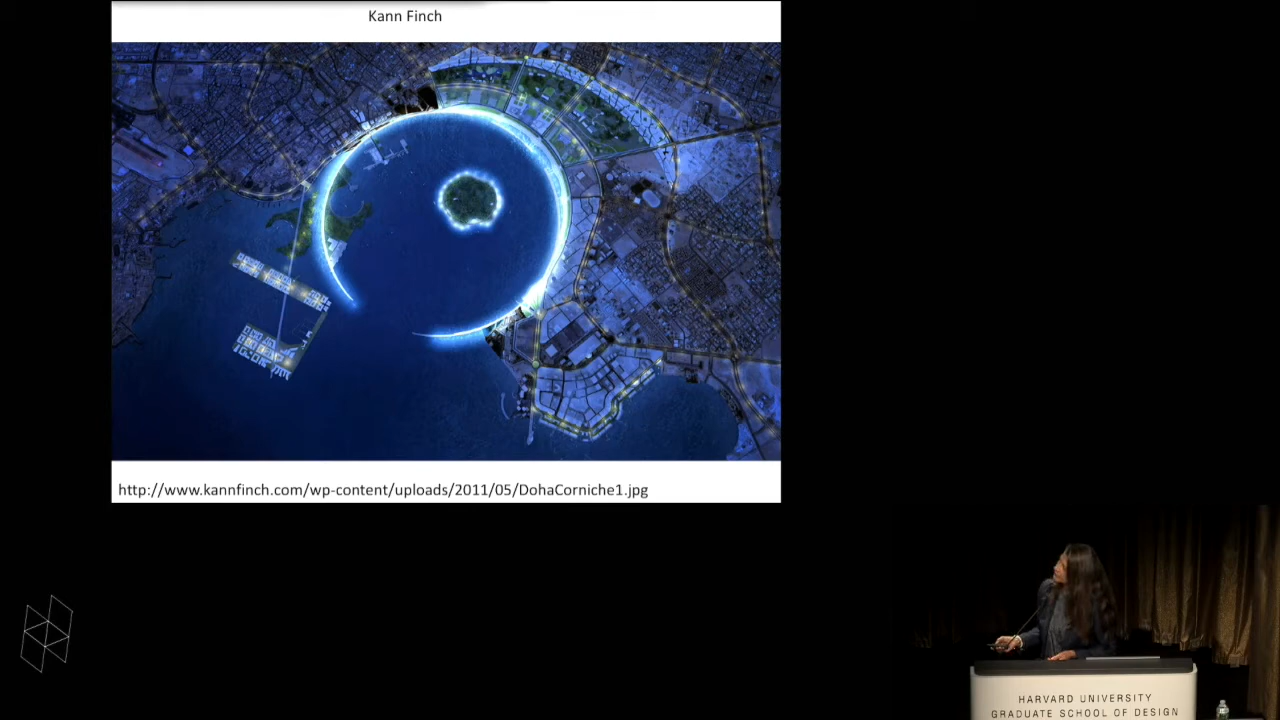 Kann Finch
http://www.kannfinch.com/wp-content/uploads/2011/05/DohaCorniche1.jpg
HARVARD UNIVERSITY
GRADUATE SCHOOL OF DESIGN